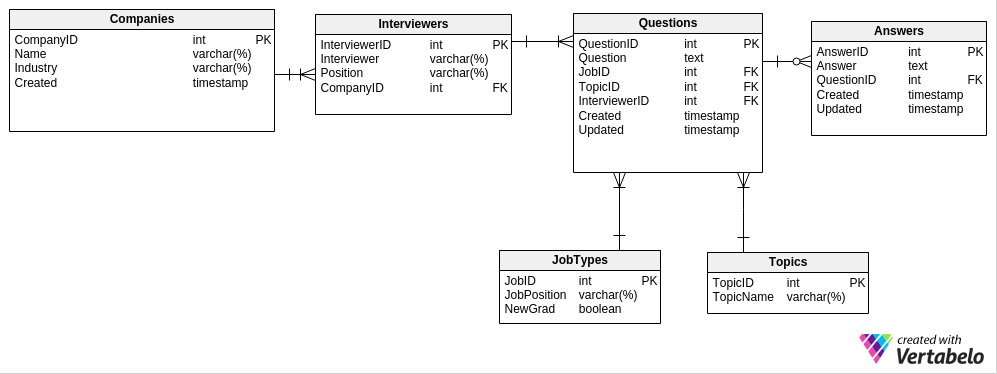 Companies
CompanyID int PK
Name varchar(%)
Industry varchar(%)
Created timestamp
Interviewers
InterviewerID int PK
Interviewer varchar(%)
Position varchar(%)
CompanyID int FK
Questions
QuestionID int PK
Question text
JobID int FK
TopicID int FK
InterviewerID int FK
Created timestamp
Updated timestamp
Answers
AnswerID int PK
Answer text
QuestionID int FK
Created timestamp
Updated timestamp
JobTypes
JobID int PK
JobPosition varchar(%)
NewGrad boolean
Topics
TopicID int PK
TopicName varchar(%)
created with
Vertabelo